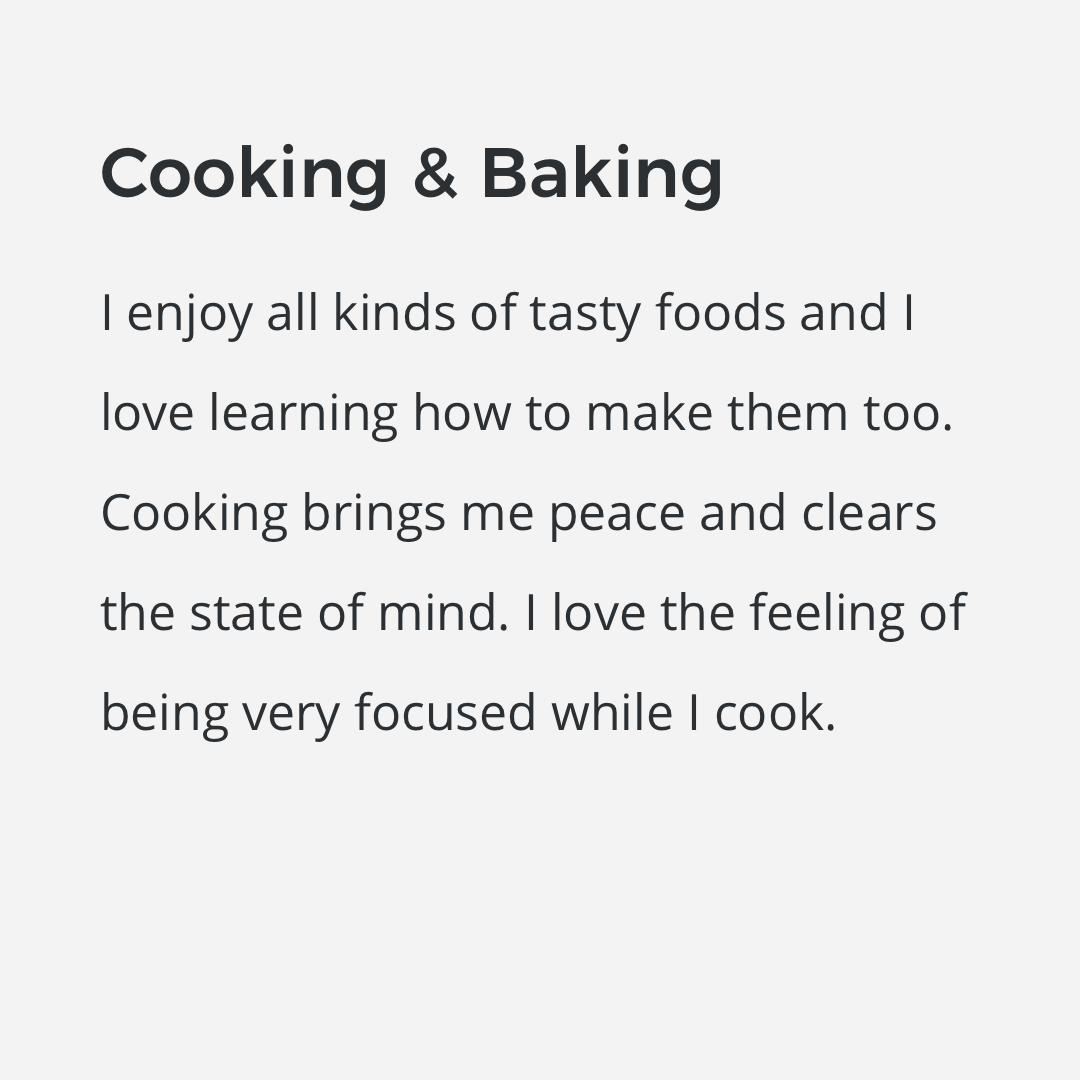 Cooking & Baking
I enjoy all kinds of tasty foods and I
love learning how to make them too.
Cooking brings me peace and clears
the state of mind. I love the feeling of
being very focused while I cook.